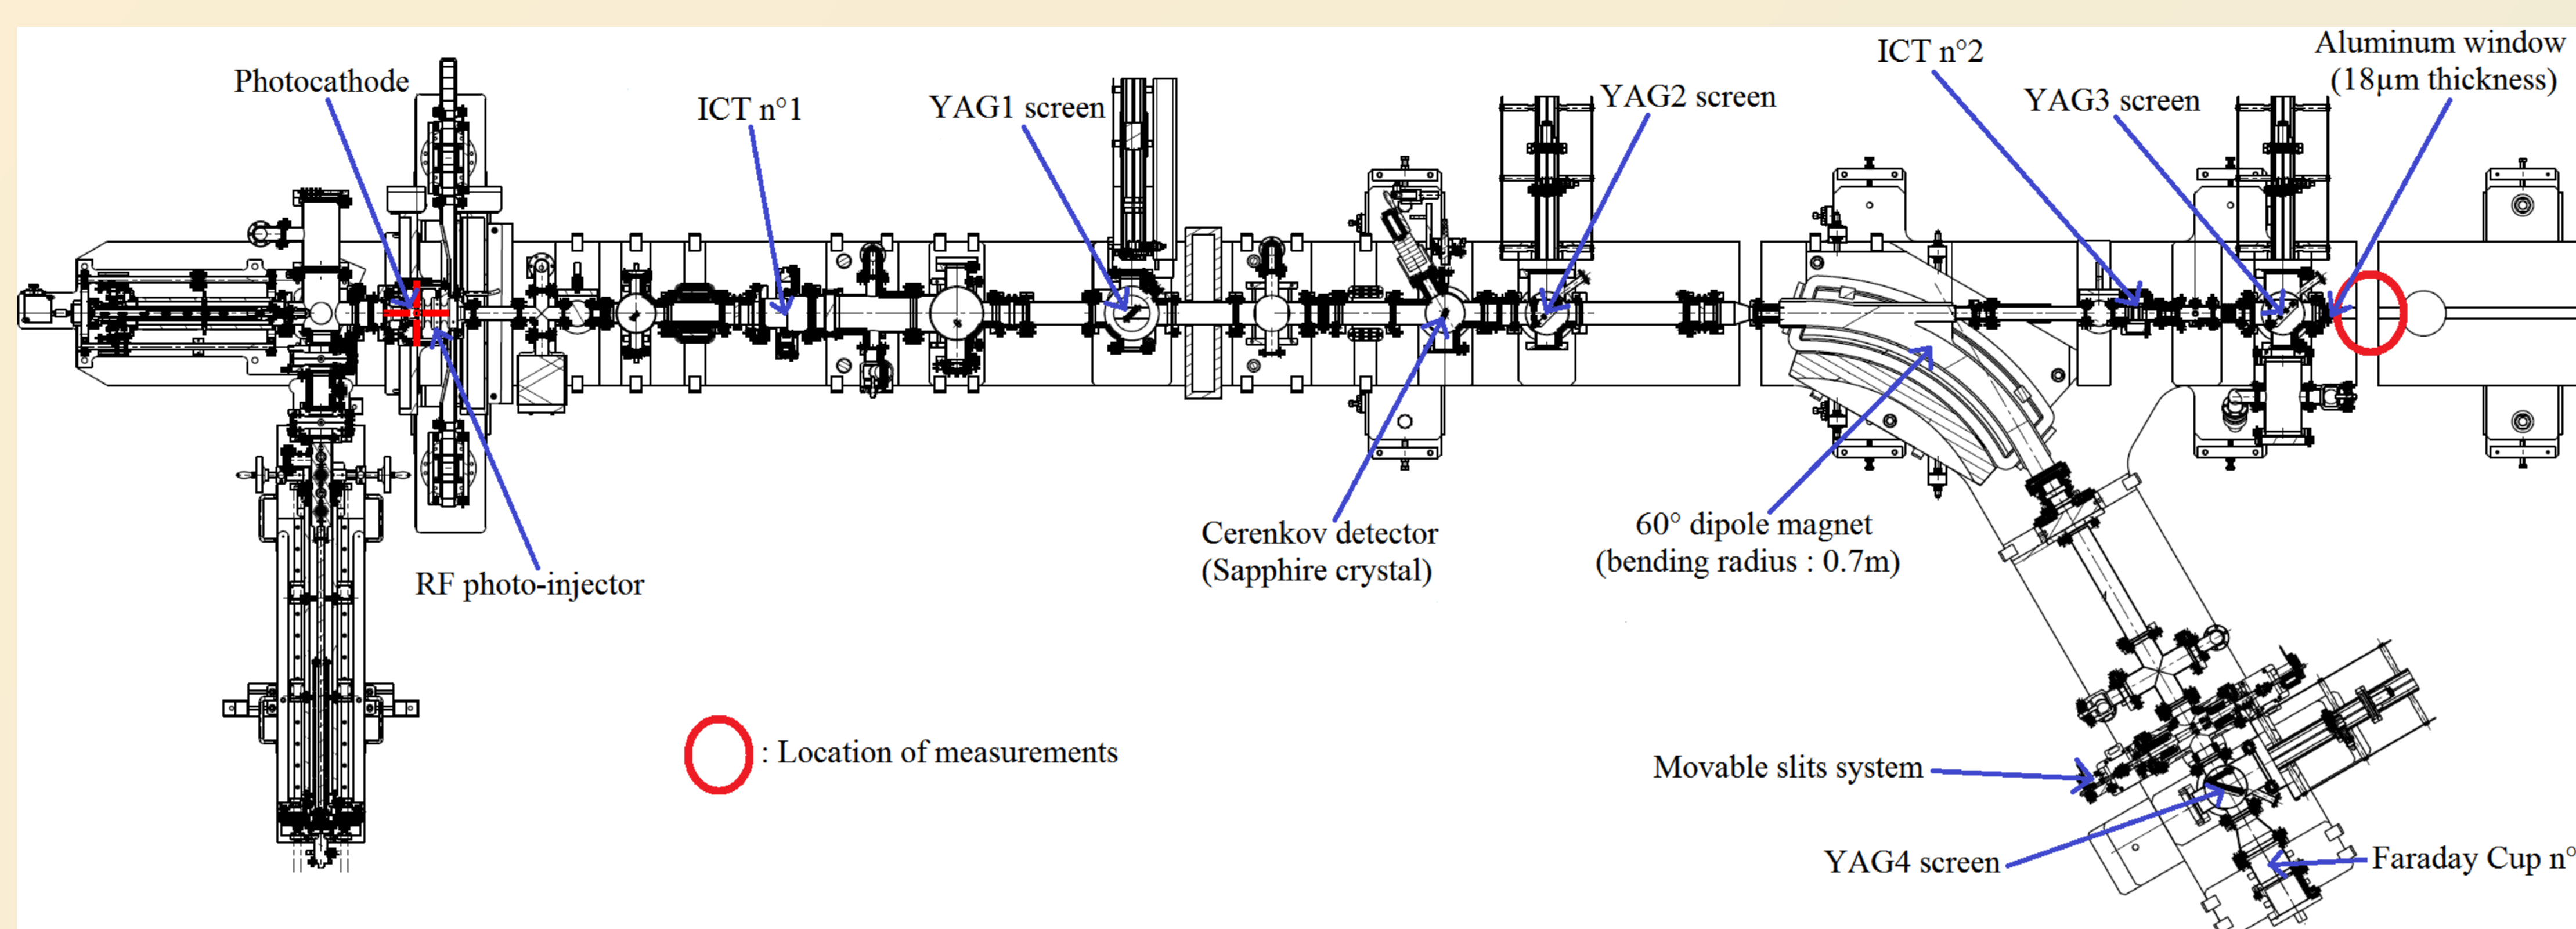 Photocathode
ICT n°1
YAG1 screen
YAG2 screen
ICT n°2
YAG3 screen
Aluminum window
(18µm thickness)
RF photo-injector
Cerenkov detector
(Sapphire crystal)
60° dipole magnet
(bending radius : 0.7m)
: Location of measurements
Movable slits system
YAG4 screen
Faraday Cup n°